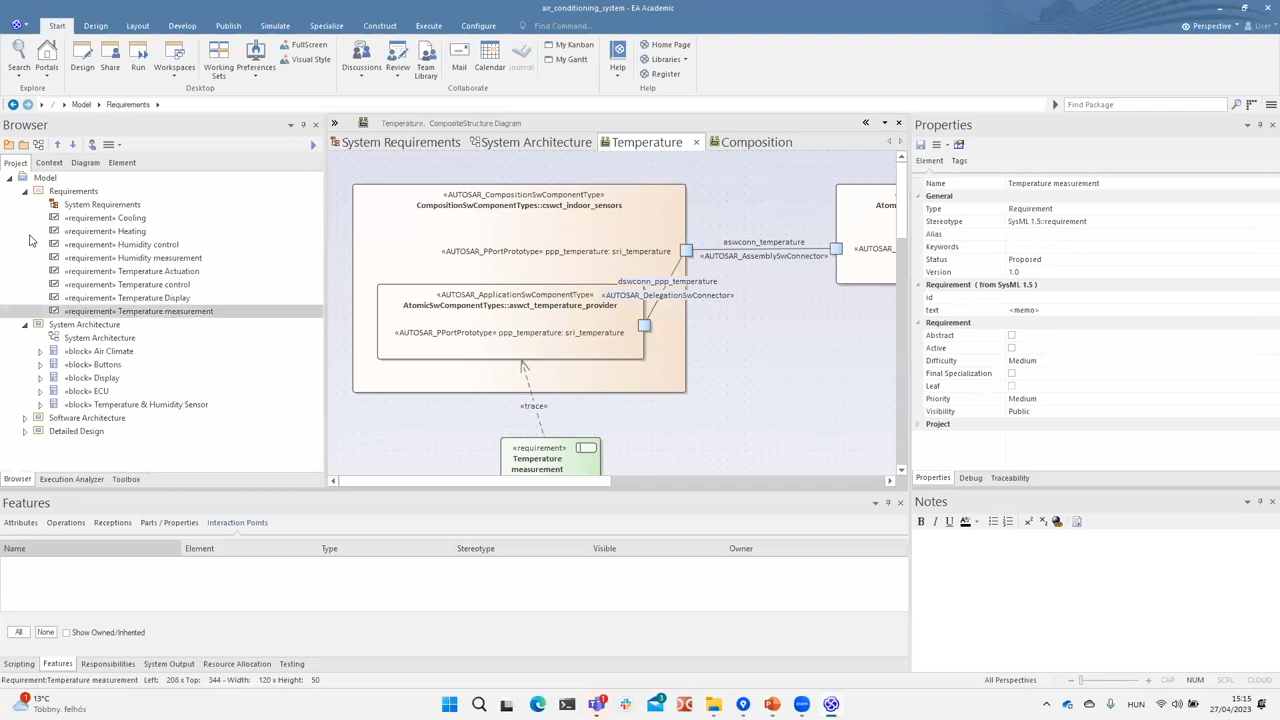 air_conditioning_system - EA Academic
Start Design Layout Develop Publish Simulate Specialize Construct Execute Configure Find Command... Perspective User
Search Portals Design Share Run Workspaces Working Sets Preferences FullScreen Visual Style Discussions Review Team Library Mail Calendar Journal My Kanban My Gantt Help Home Page Libraries Register
Explore Desktop Collaborate Help
/ Model Requirements Find Package
Browser
Project Context Diagram Element
Model
Requirements
System Requirements
«requirement» Cooling
«requirement» Heating
«requirement» Humidity control
«requirement» Humidity measurement
«requirement» Temperature Actuation
«requirement» Temperature control
«requirement» Temperature Display
«requirement» Temperature measurement
System Architecture
System Architecture
«block» Air Climate
«block» Buttons
«block» Display
«block» ECU
«block» Temperature & Humidity Sensor
Software Architecture
Detailed Design
Browser Execution Analyzer Toolbox
Temperature. CompositeStructure Diagram
System Requirements System Architecture Temperature Composition
«AUTOSAR_CompositionSwComponentType»
CompositionSwComponentTypes::cswct_indoor_sensors
«AUTOSAR_PPortPrototype» ppp_temperature: sri_temperature
aswconn_temperature
«AUTOSAR_AssemblySwConnector»
Atom
«AUTOSAR_
dswconn_ppp_temperature
«AUTOSAR_DelegationSwConnector»
«AUTOSAR_ApplicationSwComponentType»
AtomicSwComponentTypes::aswct_temperature_provider
«AUTOSAR_PPortPrototype» ppp_temperature: sri_temperature
«trace»
«requirement»
Temperature
measurement
Properties
Element Tags
Name Temperature measurement
General
Type Requirement
Stereotype SysML 1.5::requirement
Alias
Keywords
Status Proposed
Version 1.0
Requirement ( from SysML 1.5 )
id
text <memo>
Requirement
Abstract
Active
Difficulty Medium
Final Specialization
Leaf
Priority Medium
Visibility Public
Project
Properties Debug Traceability
Features
Attributes Operations Receptions Parts / Properties Interaction Points
Name Element Type Stereotype Visible Owner
All None Show Owned/Inherited
Scripting Features Responsibilities System Output Resource Allocation Testing
Notes
B I U A
Requirement:Temperature measurement Left: 208 x Top: 344 - Width: 120 x Height: 50 All Perspectives CAP NUM SCRL CLOUD
13°C
Többny. felhás
HUN
15:15
27/04/2023